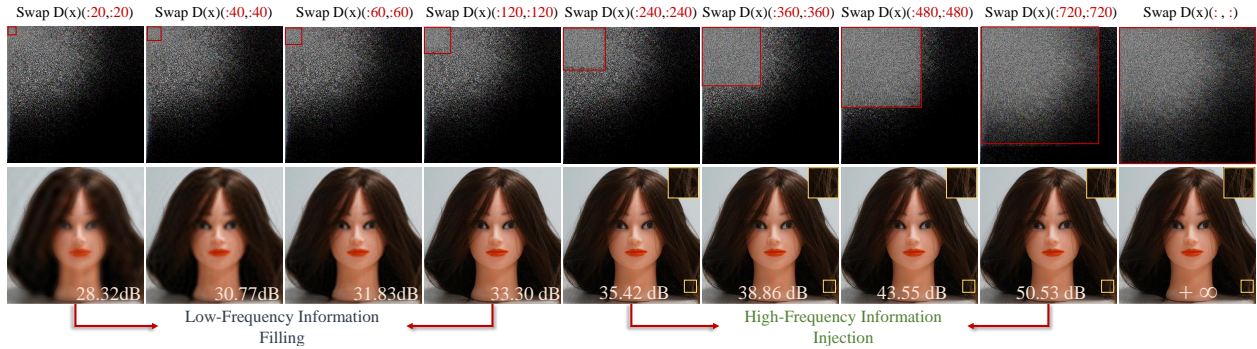 Swap D(x)(:20,:20) Swap D(x)(:40,:40) Swap D(x)(:60,:60) Swap D(x)(:120,:120) Swap D(x)(:240,:240) Swap D(x)(:360,:360) Swap D(x)(:480,:480) Swap D(x)(:720,:720) Swap D(x)(: , :)
28.32dB 30.77dB 31.83dB 33.30 dB 35.42 dB 38.86 dB 43.55 dB 50.53 dB + ∞
Low-Frequency Information High-Frequency Information
Filling Injection